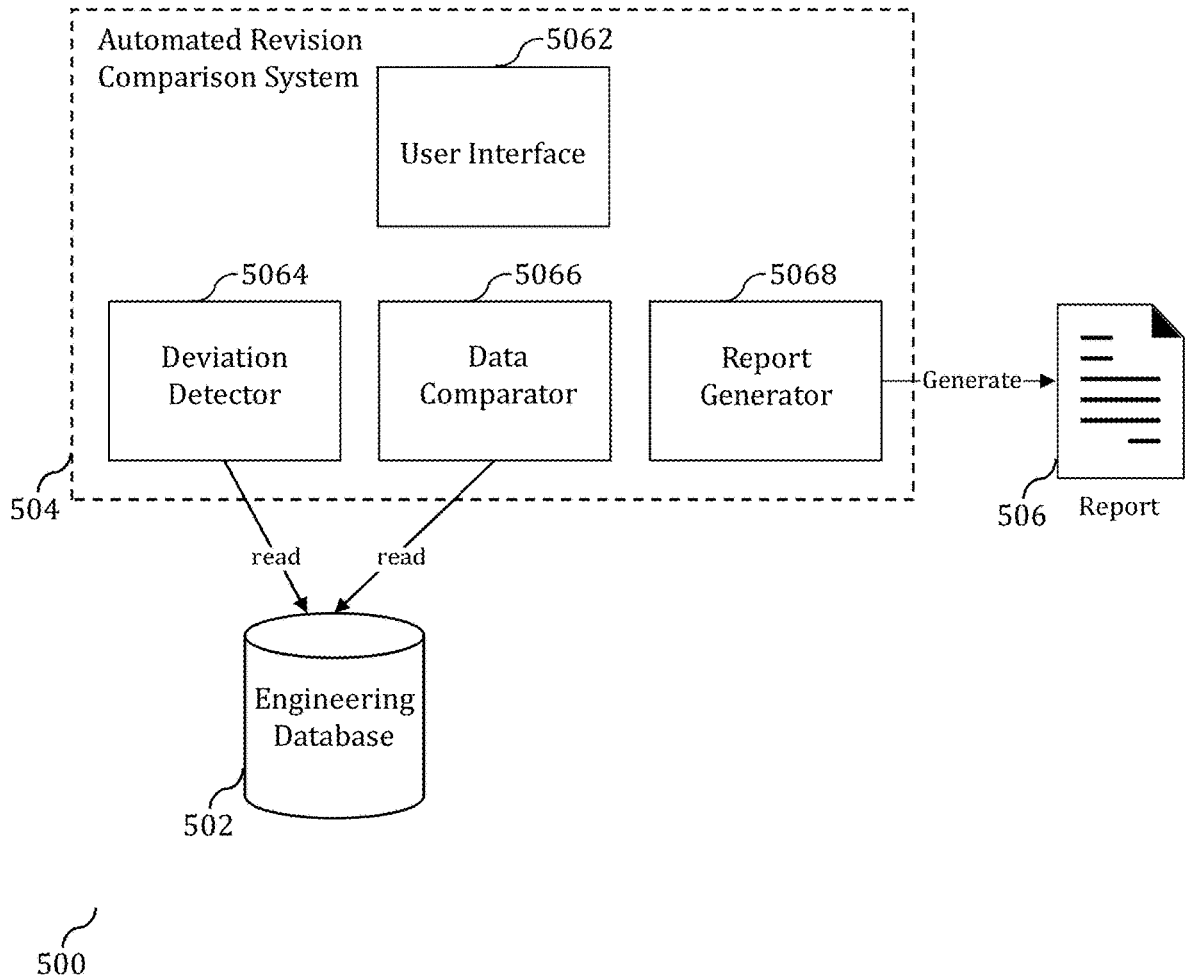 Automated Revision
Comparison System
5062
User Interface
5064
5066
5068
Deviation
Detector
Data
Comparator
Report
Generator
Generate
504
506
Report
read
read
Engineering
Database
502
500